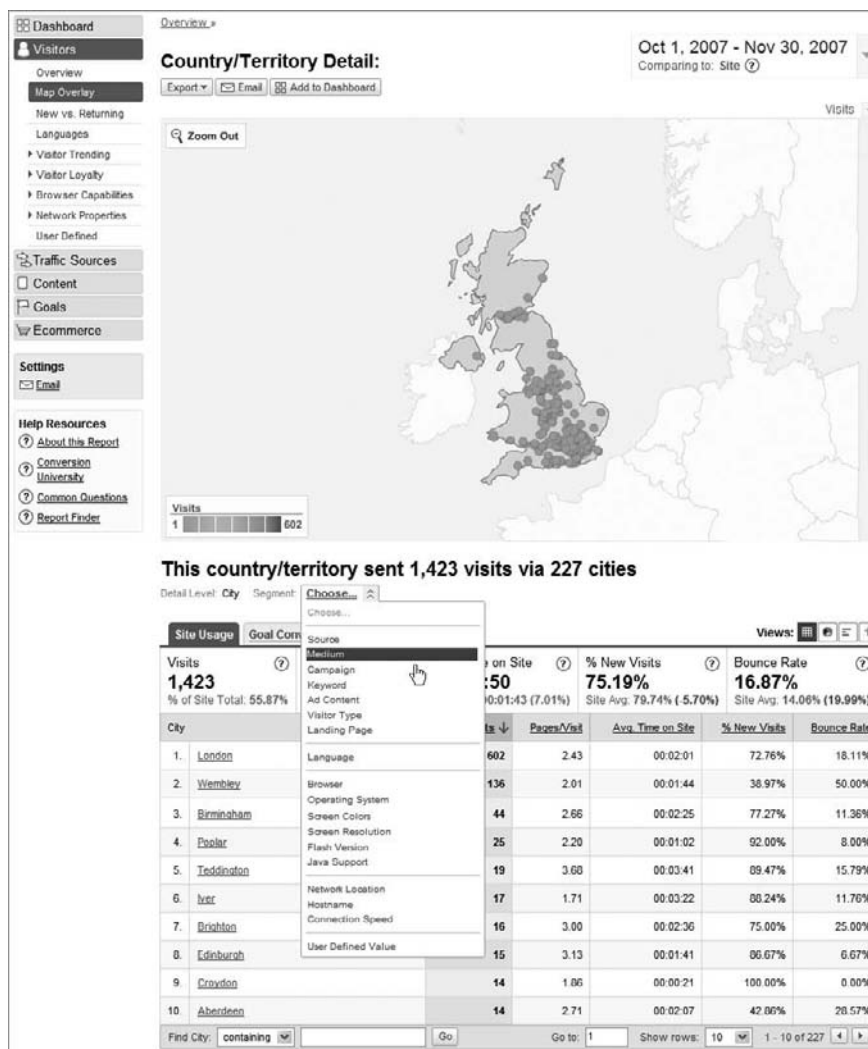 Dashboard
Visitors
Overview
Map Overlay
New vs. Returning
Languages
Visitor Trending
Visitor Loyalty
Browser Capabilities
Network Properties
User Defined
Traffic Sources
Content
Goals
Ecommerce
Settings
Email
Help Resources
About this Report
Conversion
University
Common Questions
Report Finder
Overview »
Country/Territory Detail:
Oct 1, 2007 - Nov 30, 2007
Comparing to: Site
Export Email Add to Dashboard
Visits
Zoom Out
Visits
1 602
This country/territory sent 1,423 visits via 227 cities
Detail Level: City Segment: Choose...
Choose...
Source
Medium
Campaign
Keyword
Ad Content
Visitor Type
Landing Page
Language
Browser
Operating System
Screen Colors
Screen Resolution
Flash Version
Java Support
Network Location
Hostname
Connection Speed
User Defined Value
Views:
Site Usage Goal Con
Visits e on Site % New Visits Bounce Rate
1,423 :50 75.19% 16.87%
% of Site Total: 55.87% 00:01:43 (7.01%) Site Avg: 79.74% (-5.70%) Site Avg: 14.06% (19.99%)
City ts ↓ Pages/Visit Avg. Time on Site % New Visits Bounce Rate
1. London 602 2.43 00:02:01 72.76% 18.11%
2. Wembley 136 2.01 00:01:44 38.97% 50.00%
3. Birmingham 44 2.66 00:02:25 77.27% 11.36%
4. Poplar 25 2.20 00:01:02 92.00% 8.00%
5. Teddington 19 3.68 00:03:41 89.47% 15.79%
6. Iver 17 1.71 00:03:22 88.24% 11.76%
7. Brighton 16 3.00 00:02:36 75.00% 25.00%
8. Edinburgh 15 3.13 00:01:41 86.67% 6.67%
9. Croydon 14 1.86 00:00:21 100.00% 0.00%
10. Aberdeen 14 2.71 00:02:07 42.86% 28.57%
Find City: containing Go Go to: 1 Show rows: 10 1 - 10 of 227